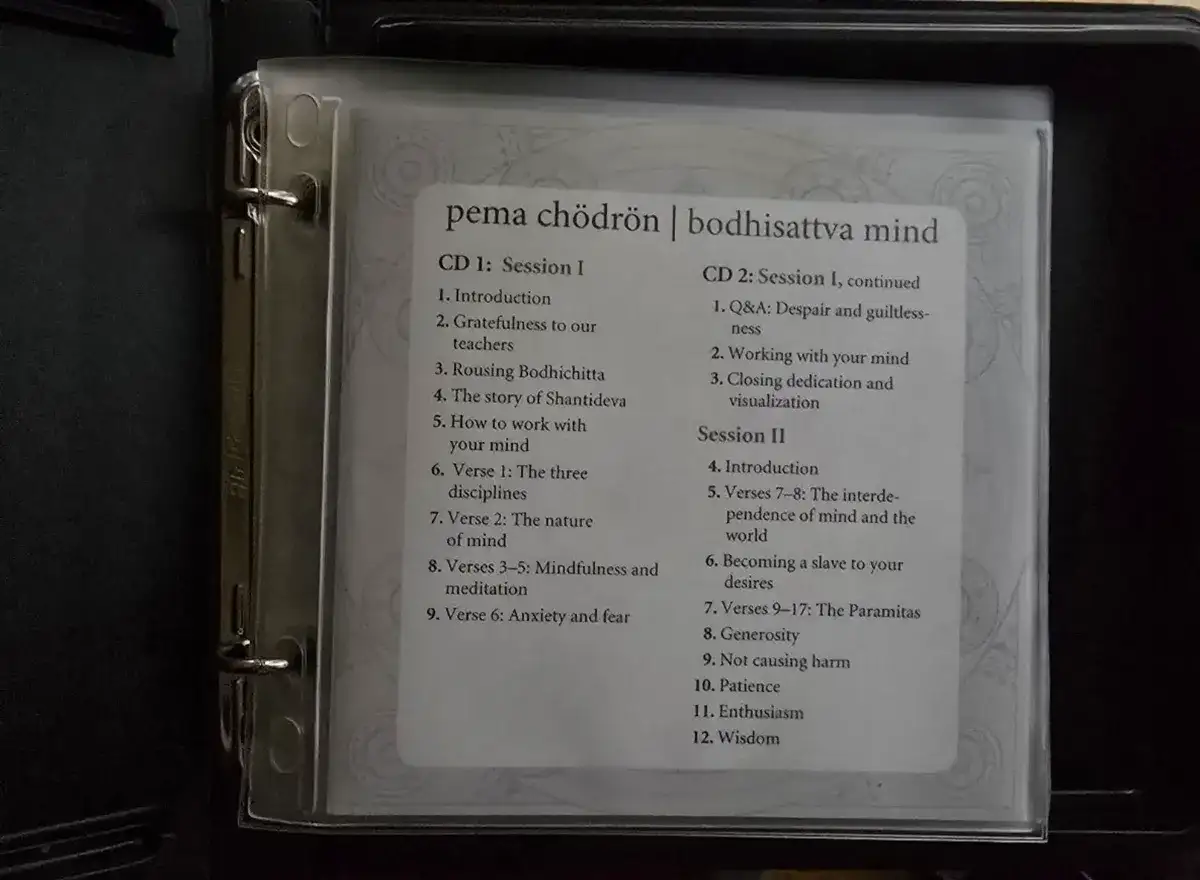 pema chödrön | bodhisattva mind
CD 1: Session I
1. Introduction
2. Gratefulness to our
teachers
3. Rousing Bodhichitta
4. The story of Shantideva
5. How to work with
your mind
6. Verse 1: The three
disciplines
7. Verse 2: The nature
of mind
8. Verses 3–5: Mindfulness and
meditation
9. Verse 6: Anxiety and fear
CD 2: Session I, continued
1. Q&A: Despair and guiltless-
ness
2. Working with your mind
3. Closing dedication and
visualization
Session II
4. Introduction
5. Verses 7–8: The interde-
pendence of mind and the
world
6. Becoming a slave to your
desires
7. Verses 9–17: The Paramitas
8. Generosity
9. Not causing harm
10. Patience
11. Enthusiasm
12. Wisdom